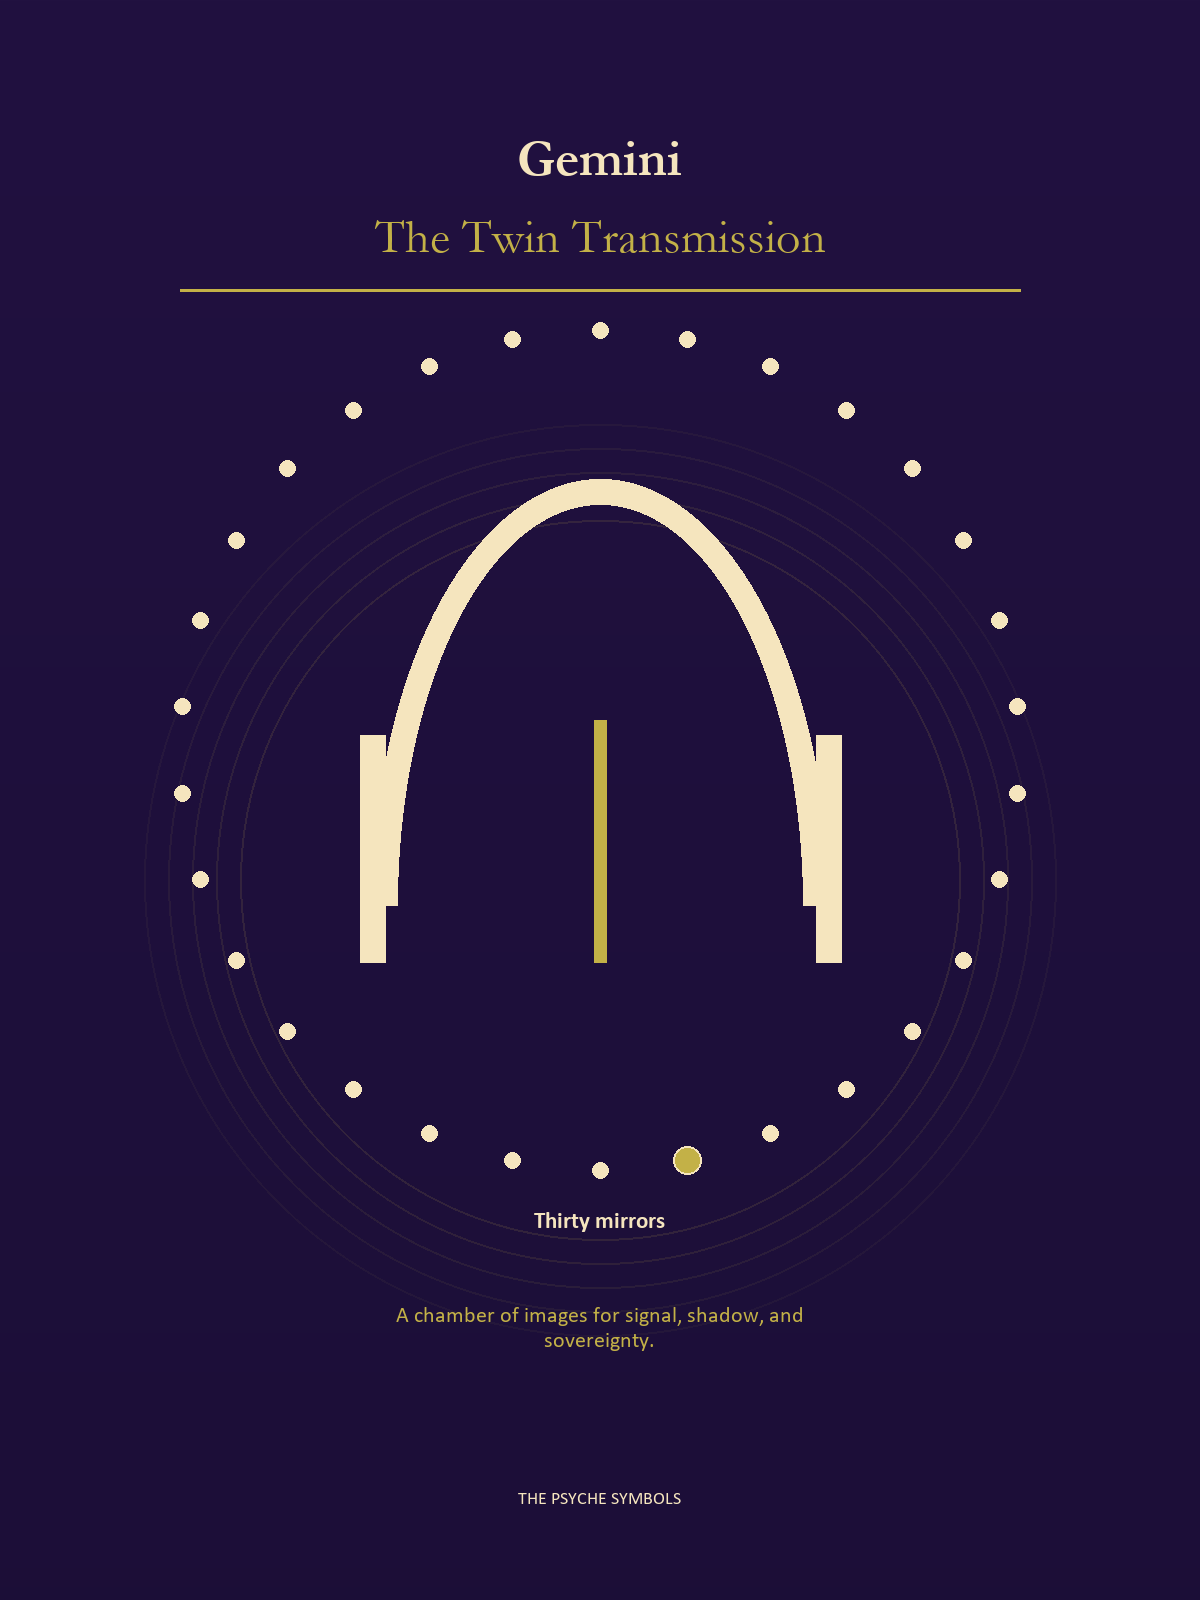 Gemini
The Twin Transmission
Thirty mirrors
A chamber of images for signal, shadow, and
sovereignty.
THE PSYCHE SYMBOLS